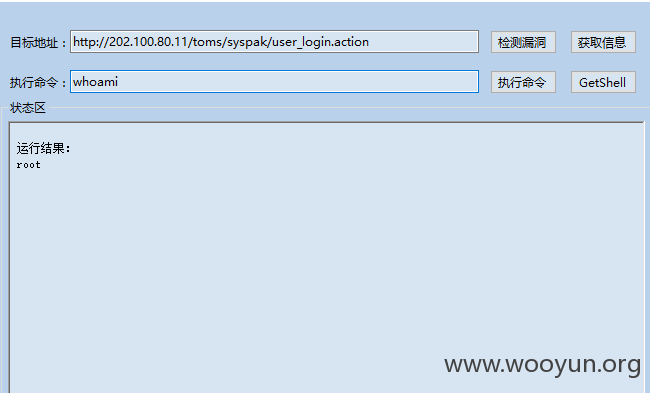 目标地址： http://202.100.80.11/toms/syspak/user_login.action 检测漏洞 获取信息
执行命令： whoami 执行命令 GetShell
状态区
运行结果:
root
www.wooyun.org